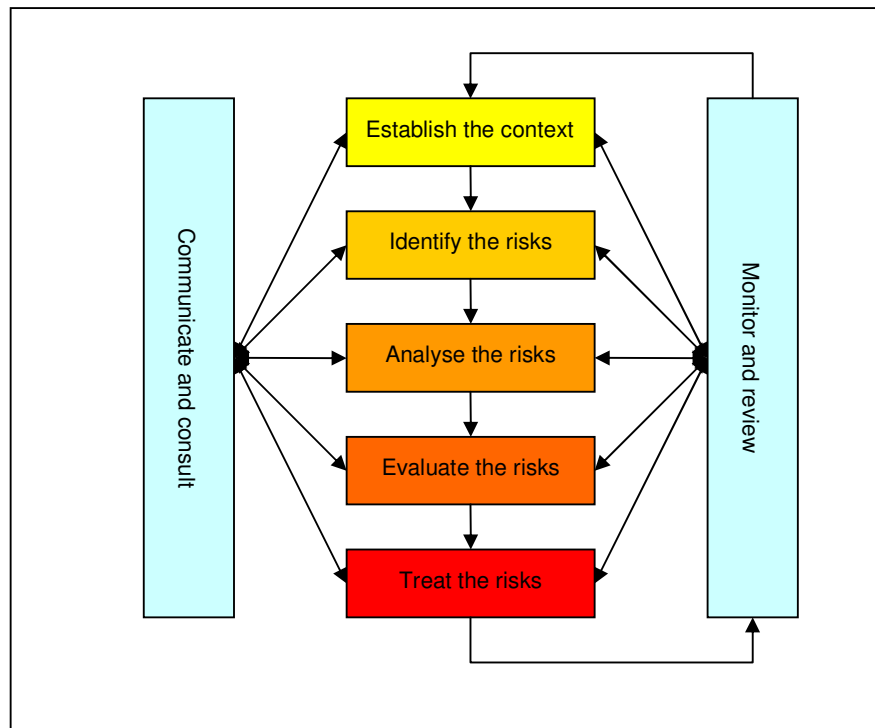 Establish the context
Identify the risks
Analyse the risks
Evaluate the risks
Treat the risks
Communicate and consult
Monitor and review